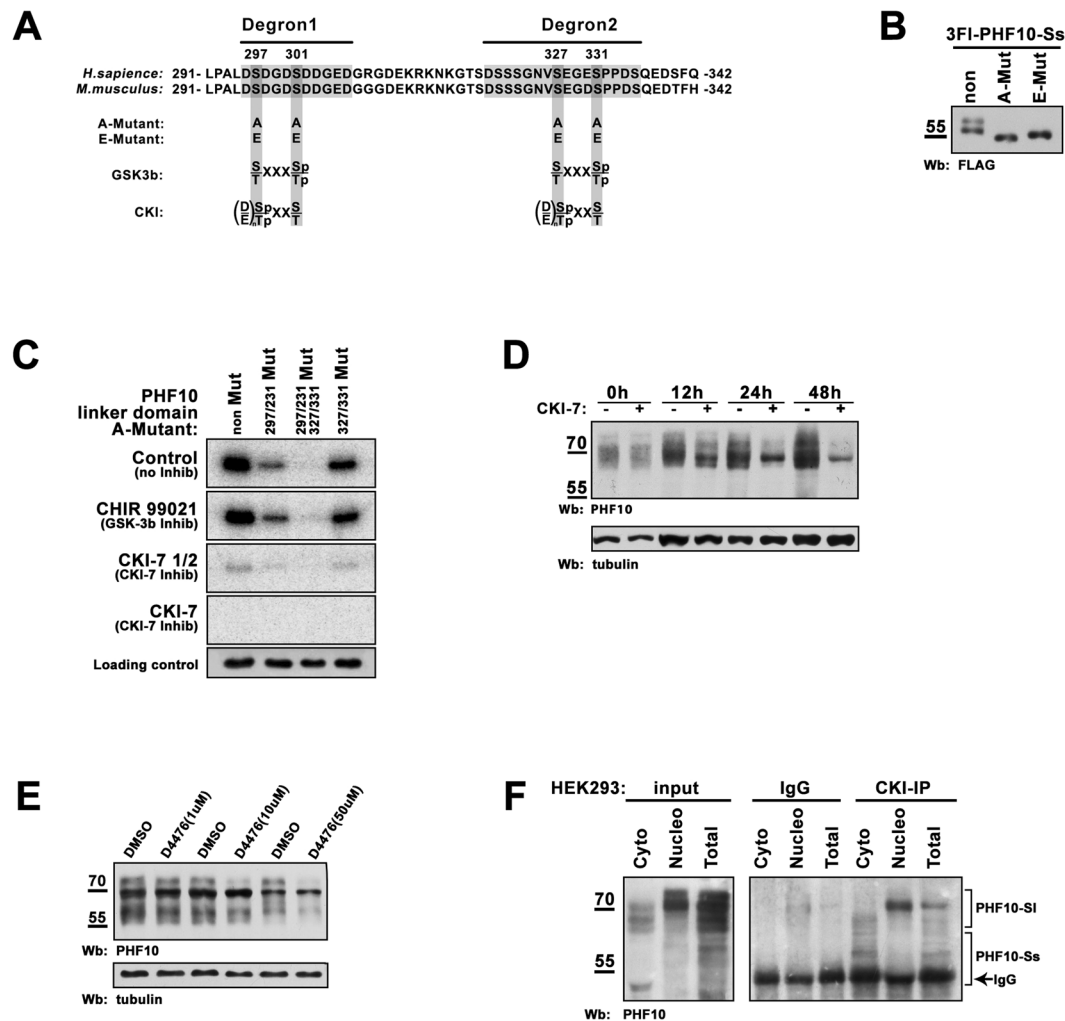 A
Degron1
Degron2
297
301
327
331
H.sapience: 291- LPALDSDGDSDDGEDGRGDEKRKNKGTSDSSSGNVSEGESPPDSQEDSFQ -342
M.musculus: 291- LPALDSDGDSDDGEDGGGDEKRKNKGTSDSSSGNVSEGDSPPDSQEDTFH -342
A-Mutant: A A A A
E-Mutant: E E E E
GSK3b: S/T XXX Sp/Tp S/T XXX Sp/Tp
CKI: (D/E)n Sp/Tp XX S/T (D/E)n Sp/Tp XX S/T
B
3Fl-PHF10-Ss
non
A-Mut
E-Mut
55
Wb: FLAG
C
PHF10
linker domain
A-Mutant:
non Mut
297/231 Mut
297/231 Mut
327/331
327/331 Mut
Control
(no Inhib)
CHIR 99021
(GSK-3b Inhib)
CKI-7 1/2
(CKI-7 Inhib)
CKI-7
(CKI-7 Inhib)
Loading control
D
0h 12h 24h 48h
CKI-7: - + - + - + - +
70
55
Wb: PHF10
Wb: tubulin
E
DMSO
D4476(1uM)
DMSO
D4476(10uM)
DMSO
D4476(50uM)
70
55
Wb: PHF10
Wb: tubulin
F
HEK293: input IgG CKI-IP
Cyto
Nucleo
Total
Cyto
Nucleo
Total
Cyto
Nucleo
Total
70
55
PHF10-Sl
PHF10-Ss
IgG
Wb: PHF10